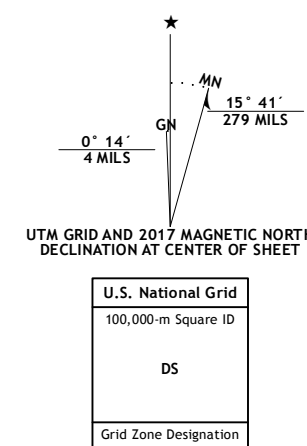 MN
15° 41´
279 MILS
GN
0° 14´
4 MILS
UTM GRID AND 2017 MAGNETIC NORTH
DECLINATION AT CENTER OF SHEET
U.S. National Grid
100,000-m Square ID
DS
Grid Zone Designation